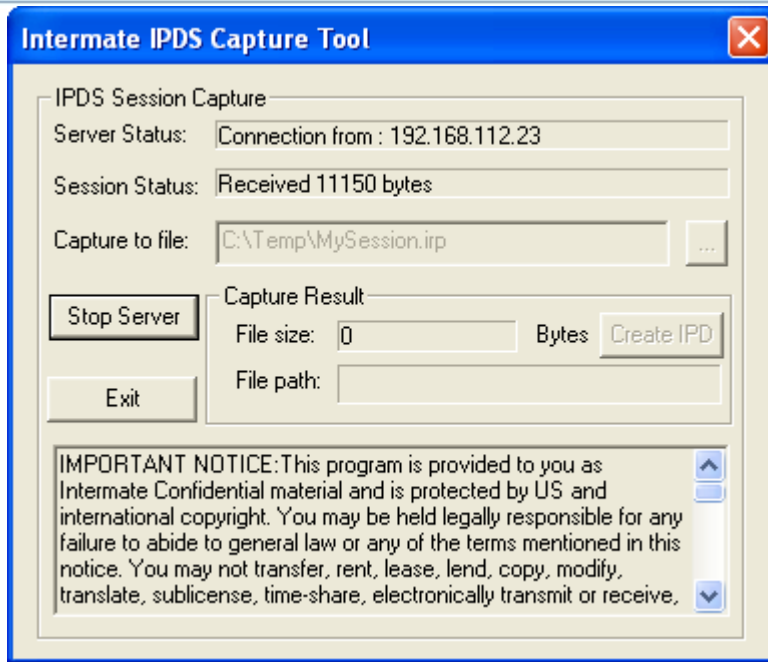 Intermate IPDS Capture Tool
IPDS Session Capture
Server Status: Connection from : 192.168.112.23
Session Status: Received 11150 bytes
Capture to file: C:\Temp\MySession.irp ...
Stop Server
Capture Result
File size: 0 Bytes Create IPD
File path:
Exit
IMPORTANT NOTICE:This program is provided to you as
Intermate Confidential material and is protected by US and
international copyright. You may be held legally responsible for any
failure to abide to general law or any of the terms mentioned in this
notice. You may not transfer, rent, lease, lend, copy, modify,
translate, sublicense, time-share, electronically transmit or receive,